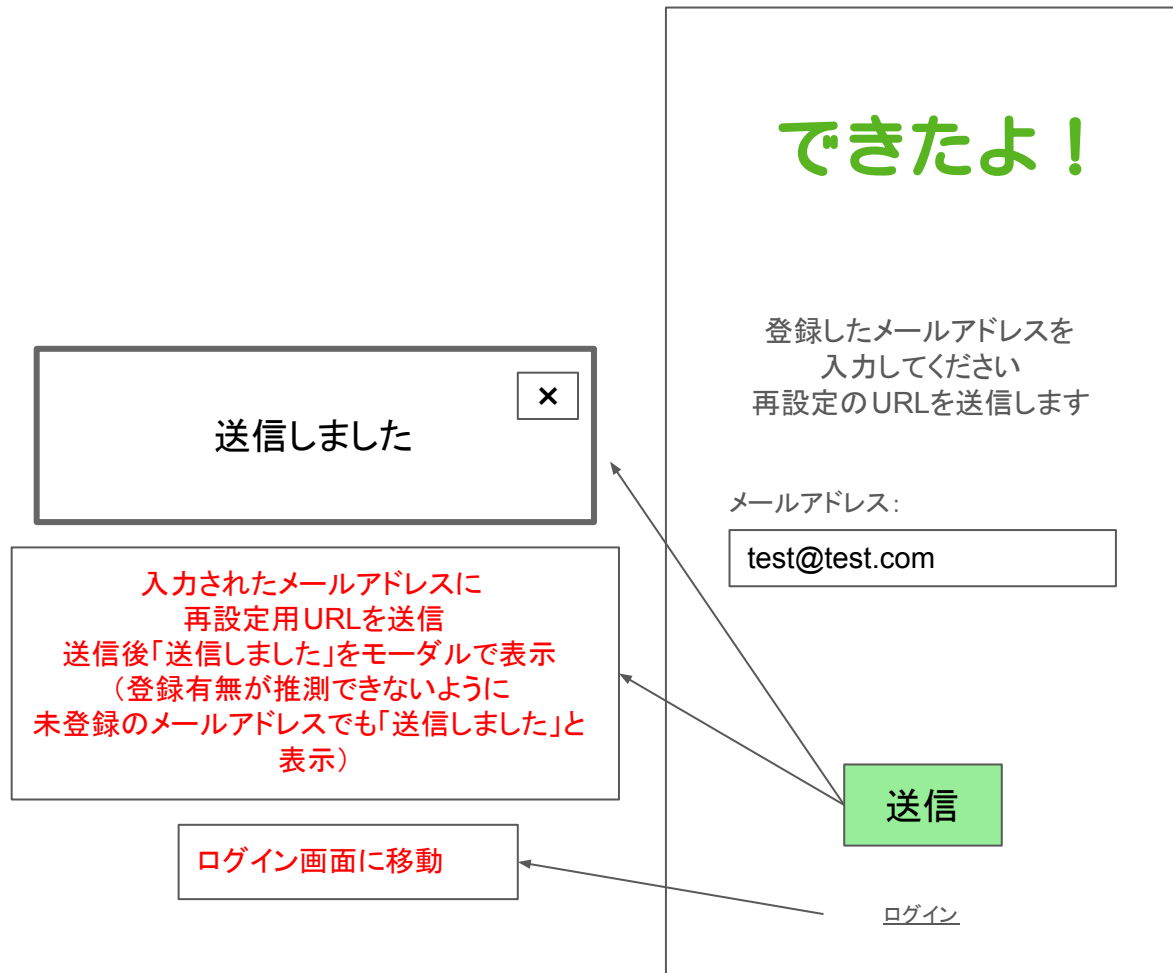 できたよ！
登録したメールアドレスを
入力してください
再設定のURLを送信します
メールアドレス：
test@test.com
送信
ログイン
×
送信しました
入力されたメールアドレスに
再設定用URLを送信
送信後「送信しました」をモーダルで表示
（登録有無が推測できないように
未登録のメールアドレスでも「送信しました」と
表示）
ログイン画面に移動